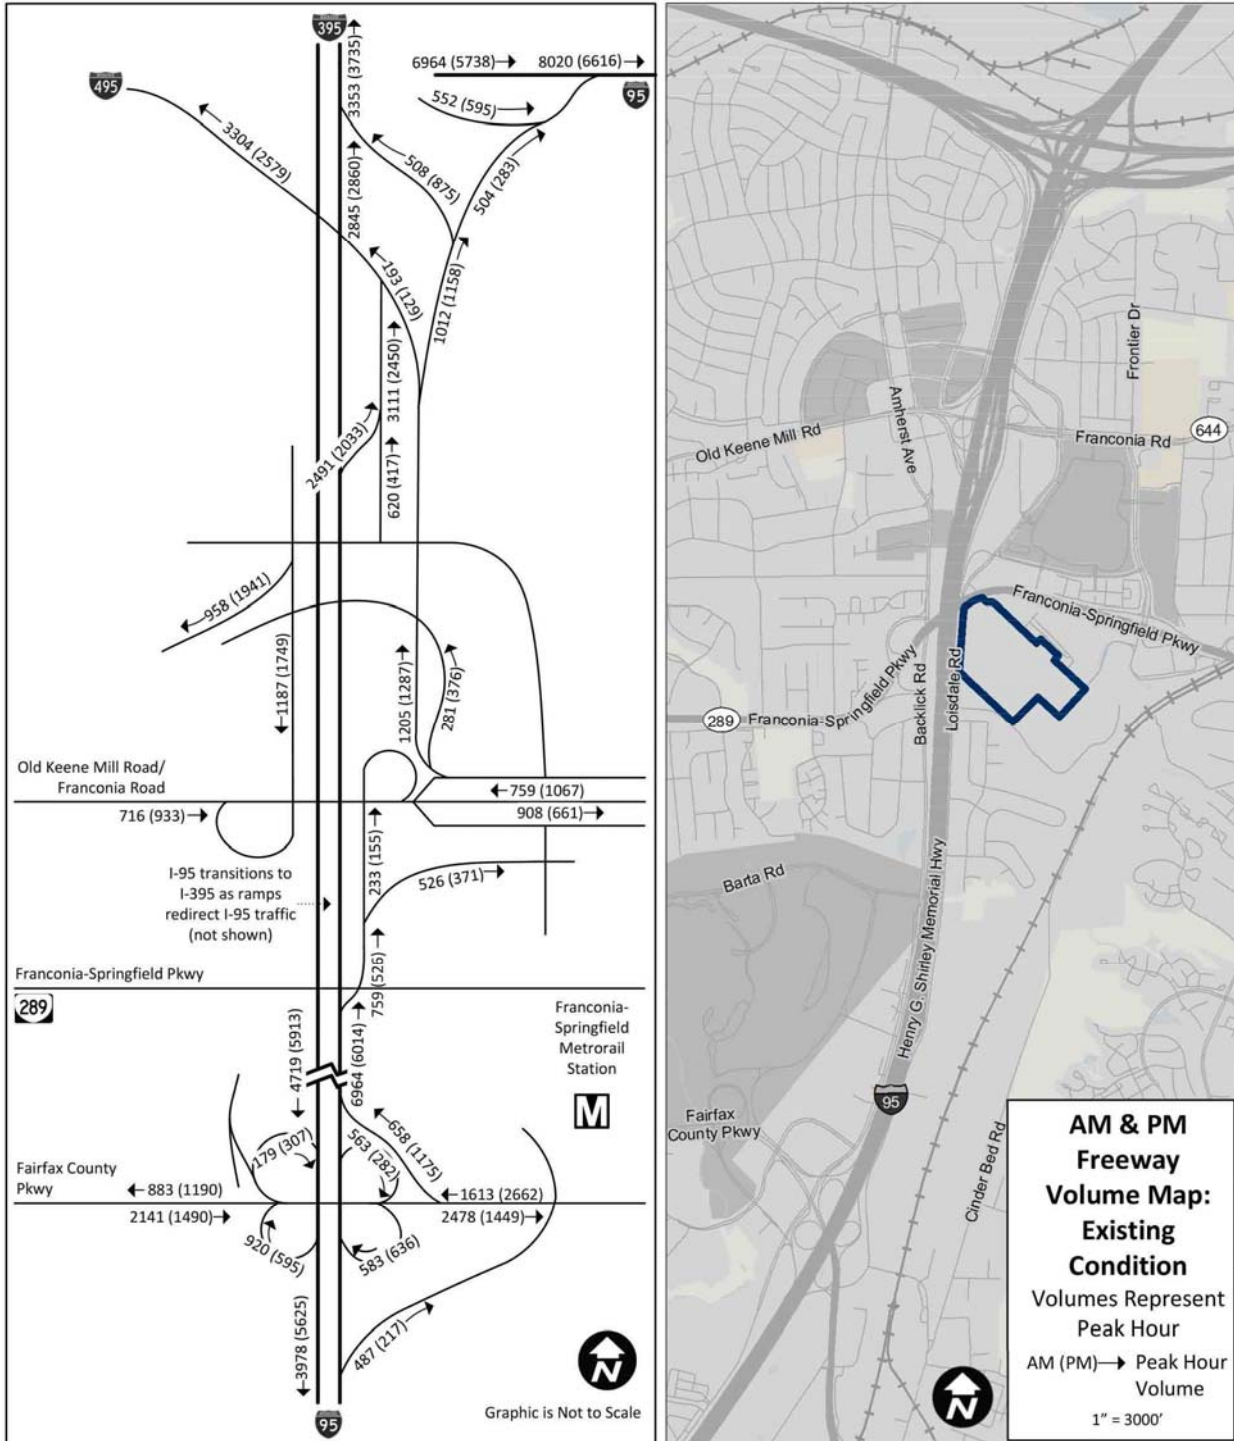 395
495
3304 (2579)
3353 (3735)
6964 (5738)
8020 (6616)
95
552 (595)
508 (875)
504 (283)
2845 (2860)
193 (129)
1012 (1158)
3111 (2450)
2491 (2033)
620 (417)
958 (1941)
1187 (1749)
1205 (1287)
281 (376)
Old Keene Mill Road/
Franconia Road
759 (1067)
716 (933)
908 (661)
233 (155)
526 (371)
I-95 transitions to
I-395 as ramps
redirect I-95 traffic
(not shown)
759 (526)
Franconia-Springfield Pkwy
289
Franconia-
Springfield
Metrorail
Station
M
4719 (5913)
6964 (6014)
658 (1175)
179 (307)
563 (282)
Fairfax County
Pkwy
883 (1190)
1613 (2662)
2141 (1490)
2478 (1449)
920 (595)
583 (636)
3978 (5625)
487 (217)
N
Graphic is Not to Scale
95
Frontier Dr
Amherst Ave
Old Keene Mill Rd
Franconia Rd
644
Franconia-Springfield Pkwy
289
Franconia-Springfield Pkwy
Backlick Rd
Loisdale Rd
Barta Rd
Henry G. Shirley Memorial Hwy
95
Fairfax
County Pkwy
Cinder Bed Rd
N
AM & PM
Freeway
Volume Map:
Existing
Condition
Volumes Represent
Peak Hour
AM (PM) Peak Hour
Volume
1” = 3000’